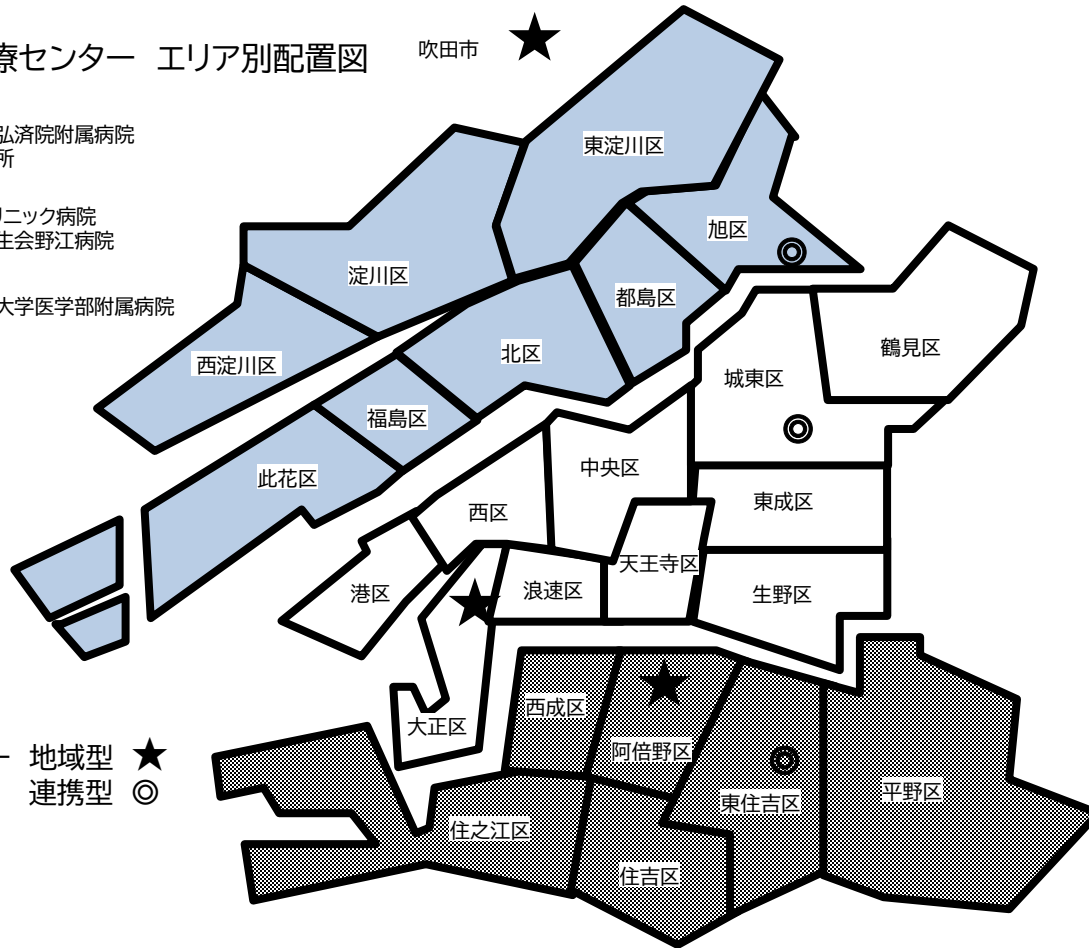 療センター エリア別配置図
吹田市 ★
弘済院附属病院
所
リニック病院
生会野江病院
大学医学部附属病院
東淀川区
旭区
◎
淀川区
都島区
西淀川区
北区
鶴見区
城東区
◎
福島区
中央区
此花区
東成区
西区
天王寺区
港区
浪速区
生野区
★
大正区
西成区
★
阿倍野区
◎
東住吉区
平野区
住之江区
住吉区
ー 地域型 ★
連携型 ◎